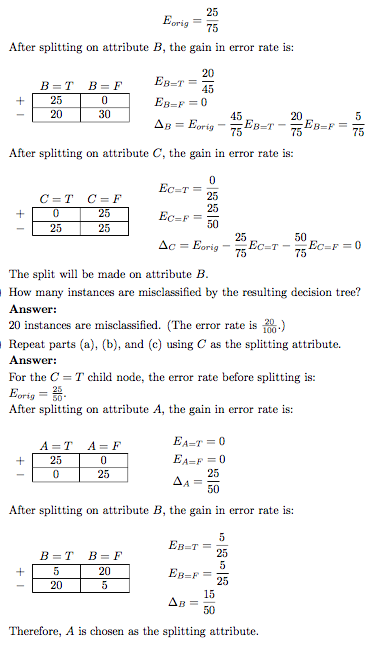 E_orig = 25/75
After splitting on attribute B, the gain in error rate is:
B = T B = F
+ 25 0
− 20 30
E_{B=T} = 20/45
E_{B=F} = 0
Δ_B = E_orig − 45/75 E_{B=T} − 20/75 E_{B=F} = 5/75
After splitting on attribute C, the gain in error rate is:
C = T C = F
+ 0 25
− 25 25
E_{C=T} = 0/25
E_{C=F} = 25/50
Δ_C = E_orig − 25/75 E_{C=T} − 50/75 E_{C=F} = 0
The split will be made on attribute B.
How many instances are misclassified by the resulting decision tree?
Answer:
20 instances are misclassified. (The error rate is 20/100.)
Repeat parts (a), (b), and (c) using C as the splitting attribute.
Answer:
For the C = T child node, the error rate before splitting is:
E_orig = 25/50.
After splitting on attribute A, the gain in error rate is:
A = T A = F
+ 25 0
− 0 25
E_{A=T} = 0
E_{A=F} = 0
Δ_A = 25/50
After splitting on attribute B, the gain in error rate is:
B = T B = F
+ 5 20
− 20 5
E_{B=T} = 5/25
E_{B=F} = 5/25
Δ_B = 15/50
Therefore, A is chosen as the splitting attribute.